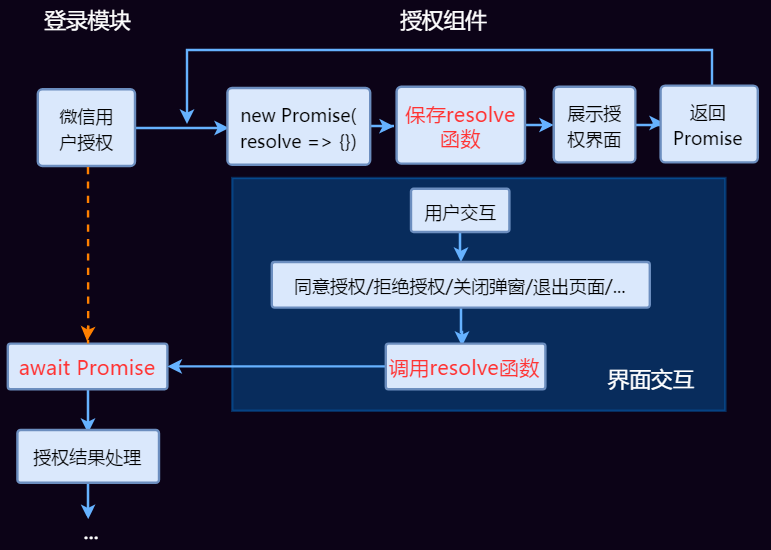 登录模块
授权组件
微信用
户授权
new Promise(
resolve => {})
保存resolve
函数
展示授
权界面
返回
Promise
用户交互
同意授权/拒绝授权/关闭弹窗/退出页面/...
await Promise
调用resolve函数
界面交互
授权结果处理
...